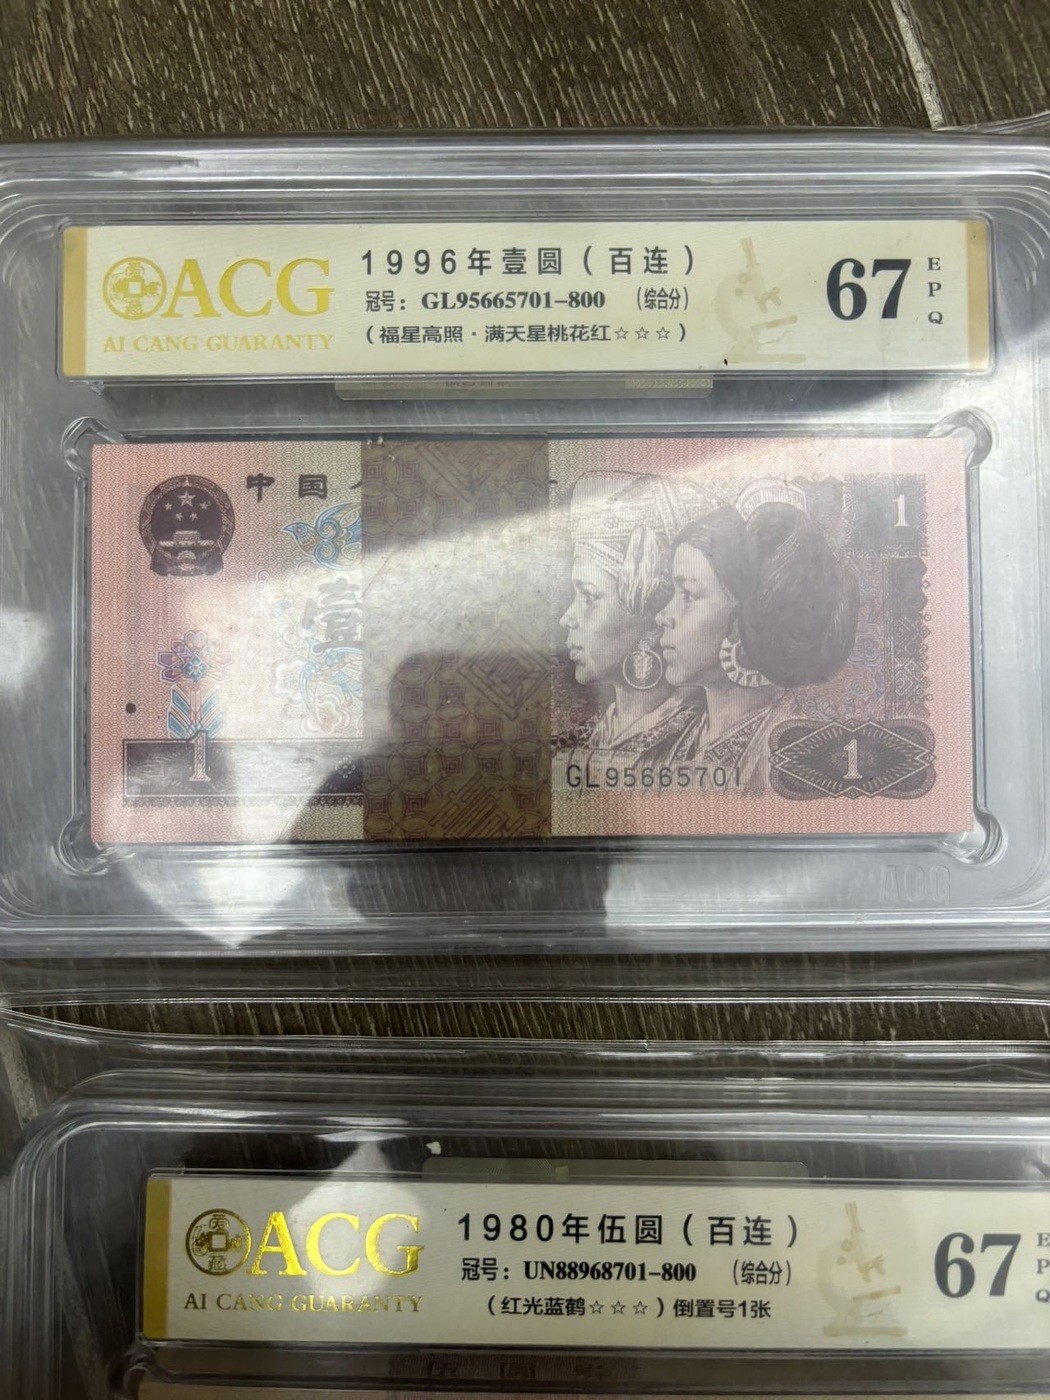 ACG
AI CANG GUARANTY
1996年壹圆（百连）
冠号：GL95665701-800 （综合分）
（福星高照·满天星桃花红☆☆☆）
67
EPQ
中国
壹
1
1
1
GL95665701
ACG
ACG
AI CANG GUARANTY
1980年伍圆（百连）
冠号：UN88968701-800 （综合分）
（红光蓝鹤☆☆☆）倒置号1张
67
EPQ